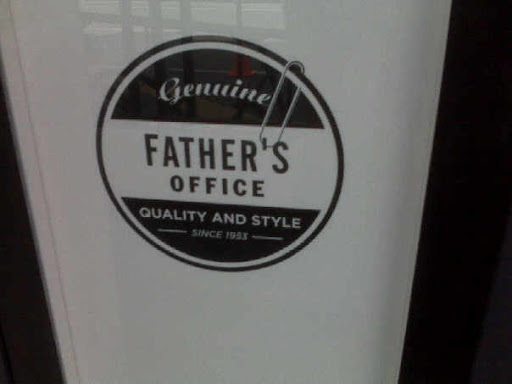 Genuine
FATHER'S
OFFICE
QUALITY AND STYLE
SINCE 1953